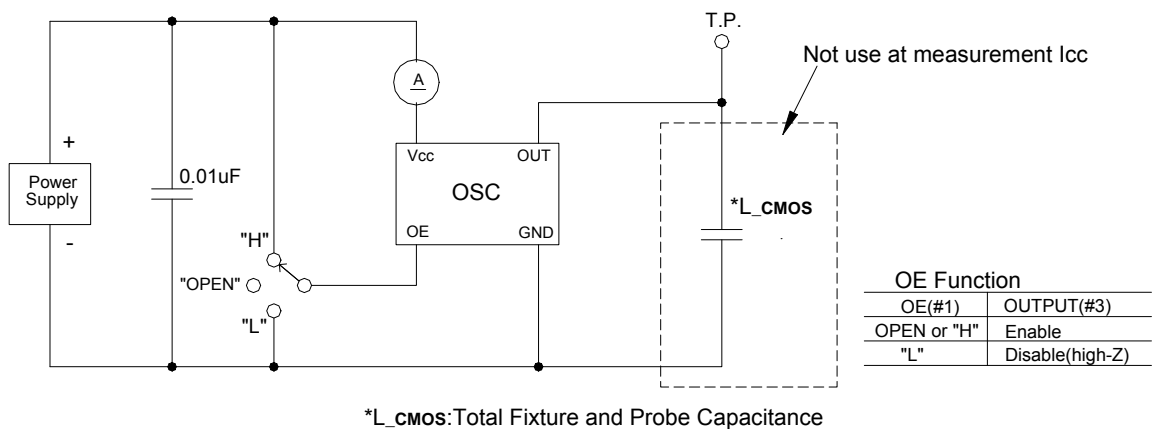 T.P.
Not use at measurement Icc
A
+
Power
Supply
-
0.01uF
Vcc
OUT
OSC
OE
GND
"H"
"OPEN"
"L"
*L_CMOS
OE Function
OE(#1) OUTPUT(#3)
OPEN or "H" Enable
"L" Disable(high-Z)
*L_CMOS:Total Fixture and Probe Capacitance